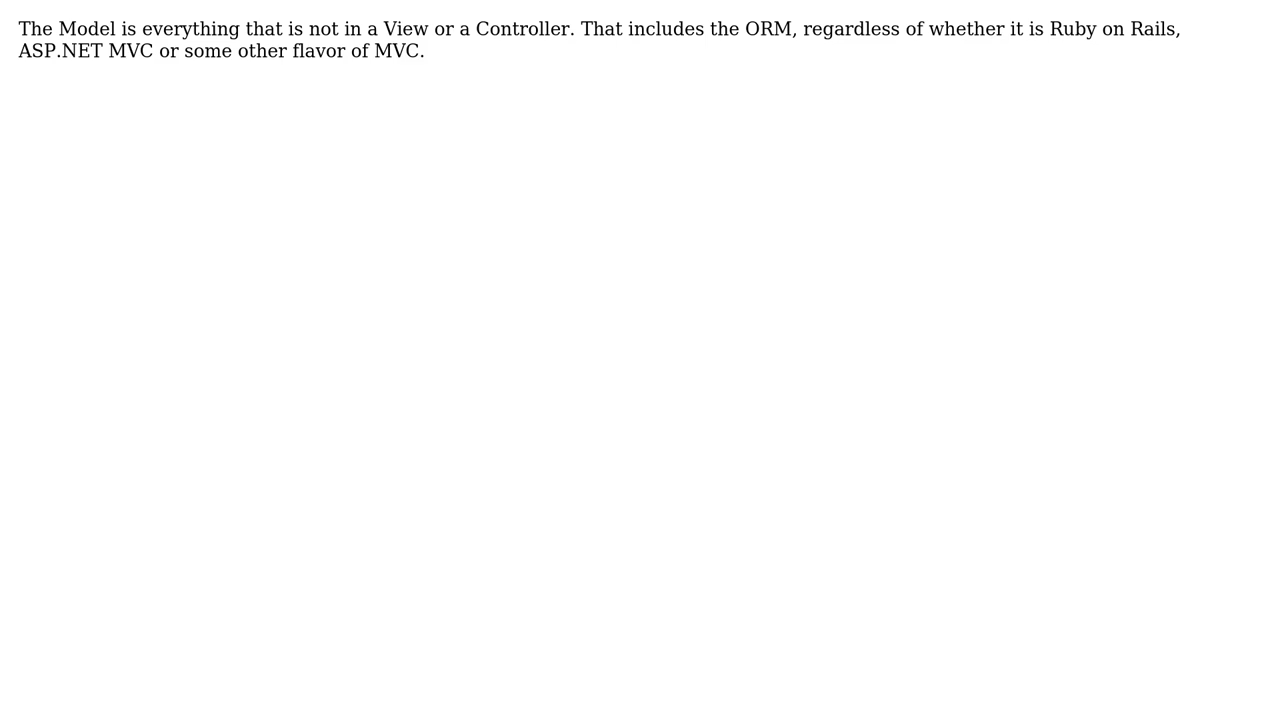 The Model is everything that is not in a View or a Controller. That includes the ORM, regardless of whether it is Ruby on Rails,
ASP.NET MVC or some other flavor of MVC.